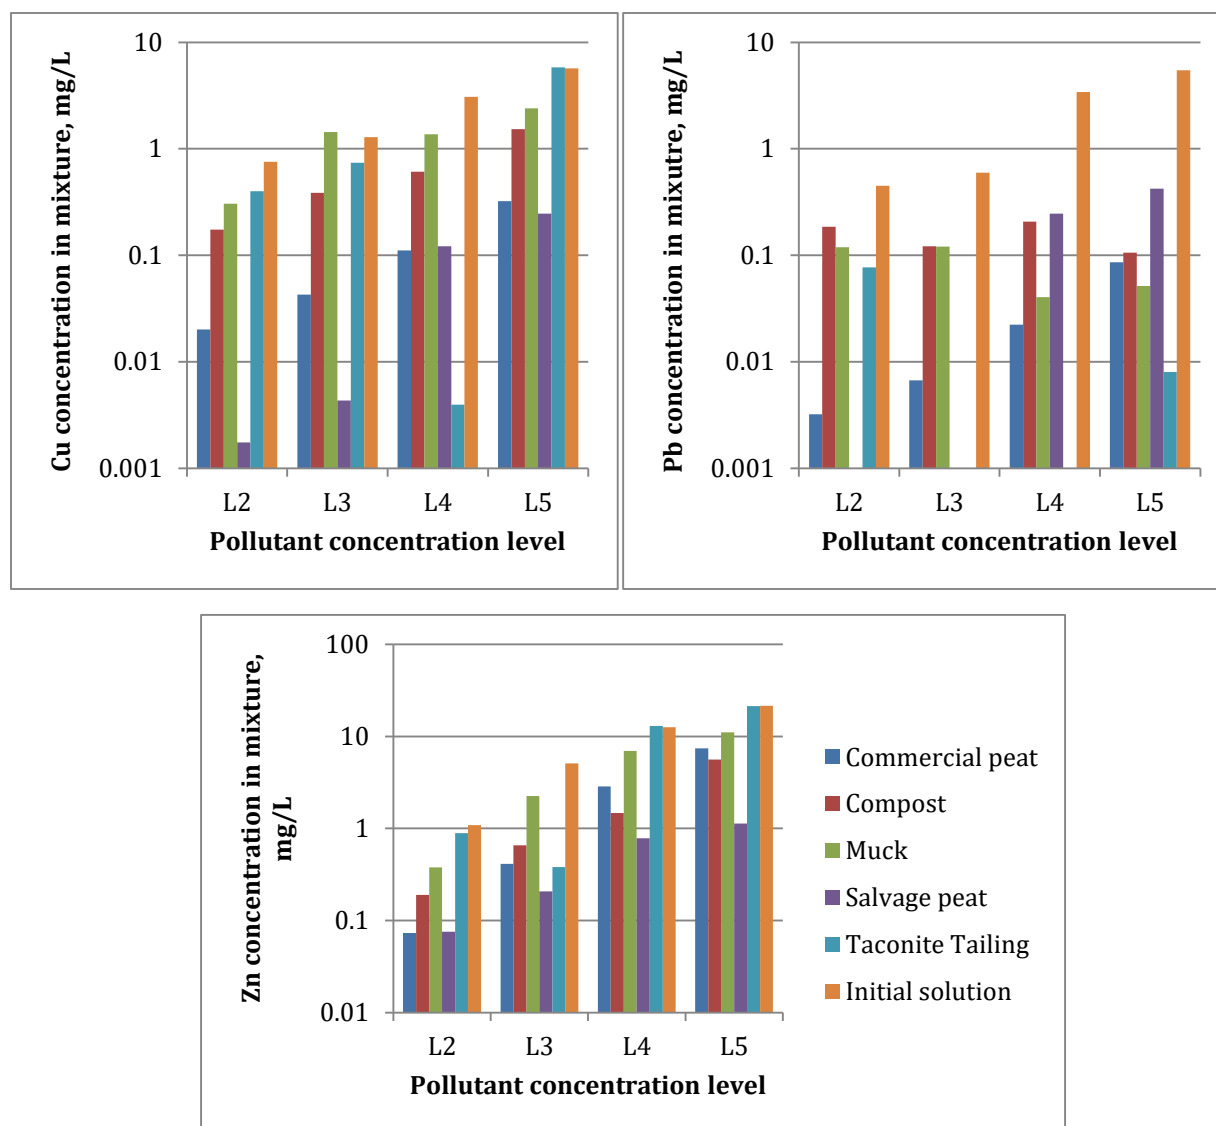 Cu concentration in mixture, mg/L
10
1
0.1
0.01
0.001
L2 L3 L4 L5
Pollutant concentration level
Pb concentration in mixutre, mg/L
10
1
0.1
0.01
0.001
L2 L3 L4 L5
Pollutant concentration level
Zn concentration in mixture,
mg/L
100
10
1
0.1
0.01
L2 L3 L4 L5
Pollutant concentration level
Commercial peat
Compost
Muck
Salvage peat
Taconite Tailing
Initial solution